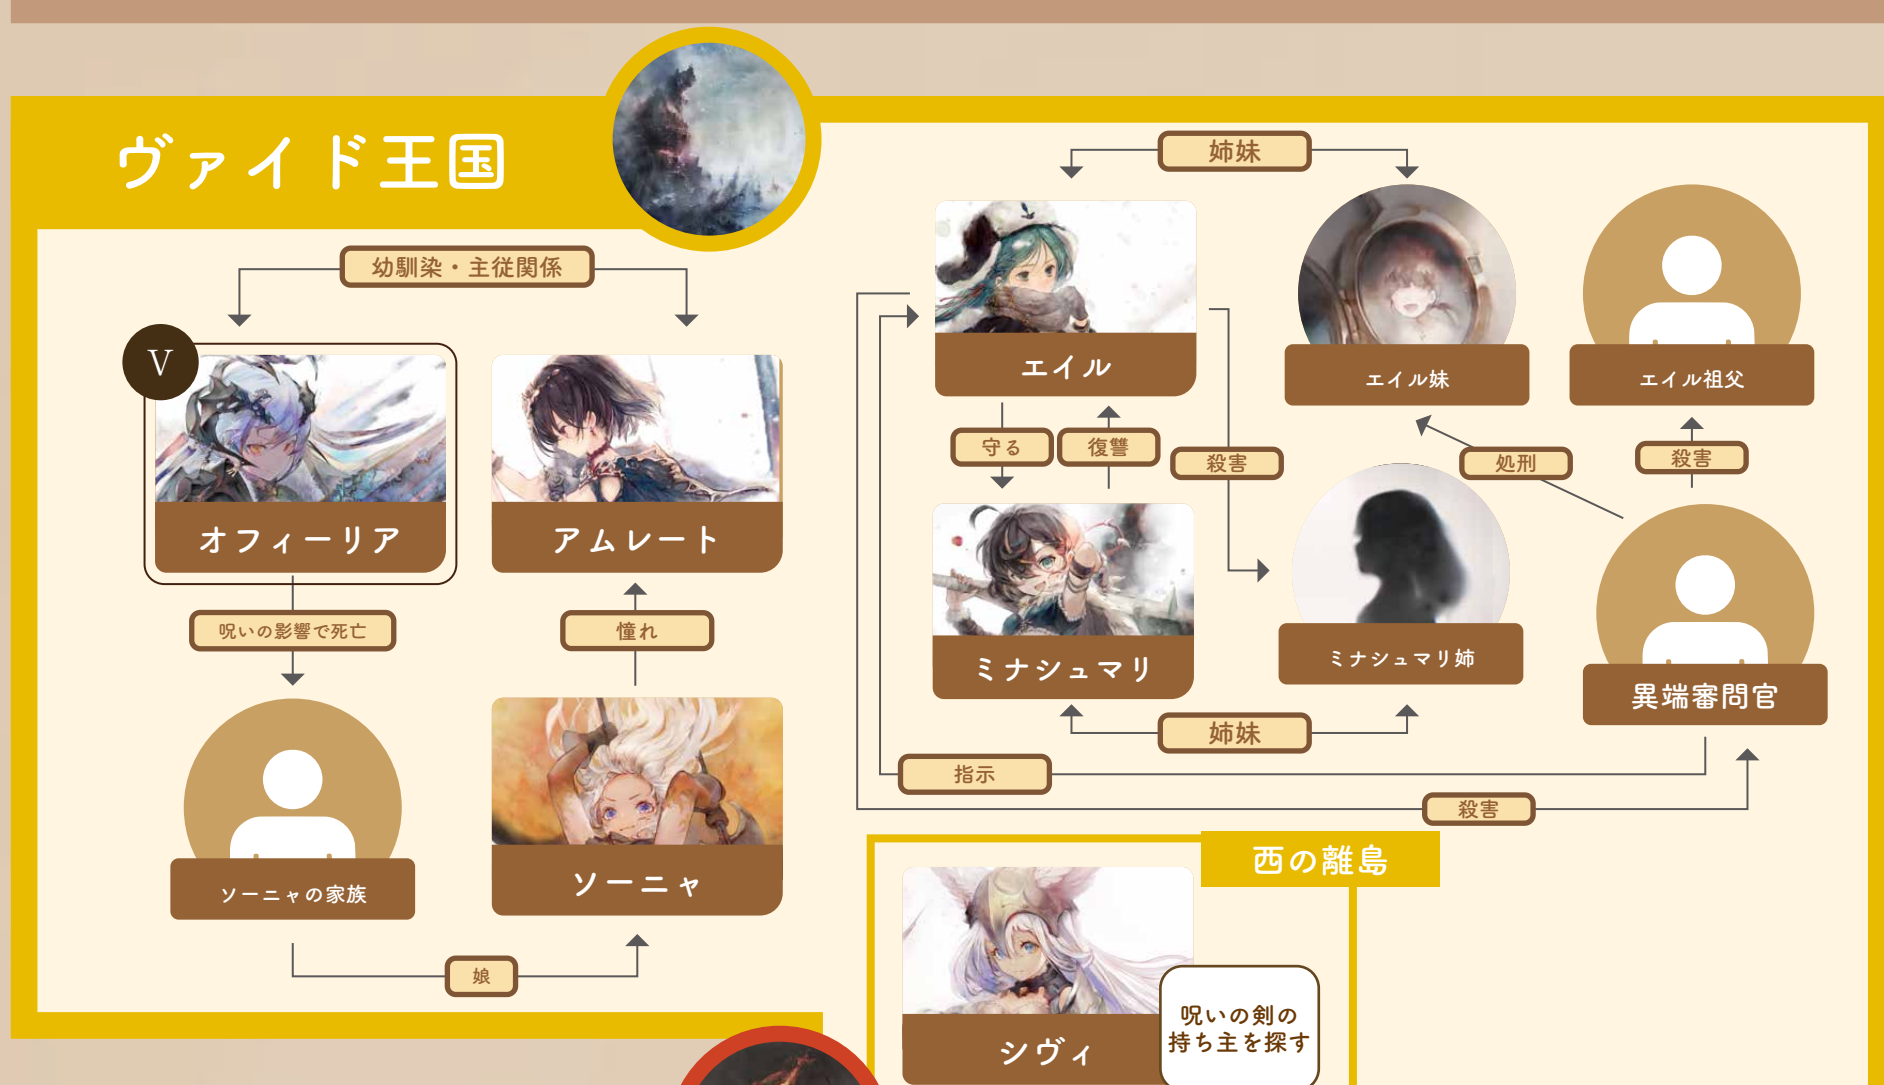 ヴァイド王国
幼馴染・主従関係
V
オフィーリア
アムレート
呪いの影響で死亡
憧れ
ソーニャの家族
ソーニャ
娘
姉妹
エイル
エイル妹
エイル祖父
守る
復讐
殺害
処刑
殺害
ミナシュマリ
ミナシュマリ姉
異端審問官
姉妹
指示
殺害
西の離島
シヴィ
呪いの剣の
持ち主を探す